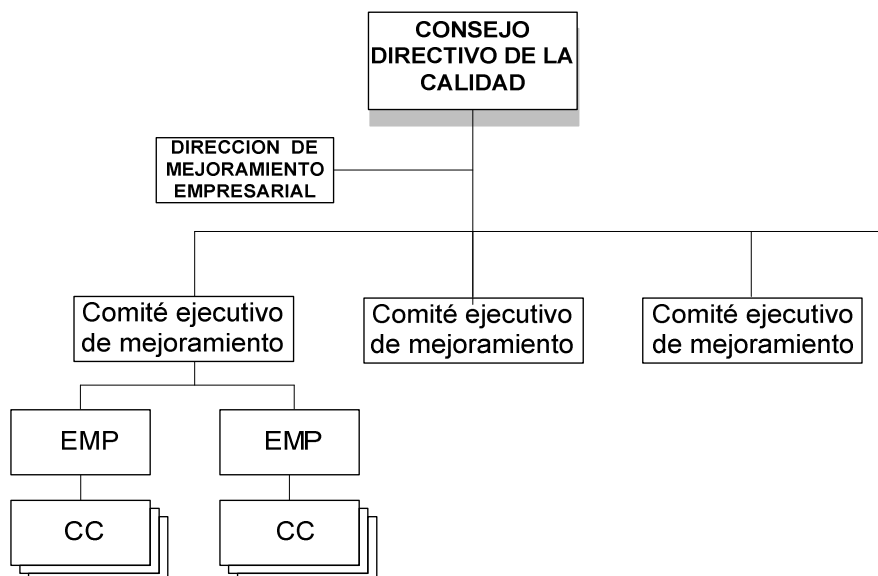 CONSEJO
DIRECTIVO DE LA
CALIDAD
DIRECCION DE
MEJORAMIENTO
EMPRESARIAL
Comité ejecutivo
de mejoramiento
Comité ejecutivo
de mejoramiento
Comité ejecutivo
de mejoramiento
EMP
EMP
CC
CC